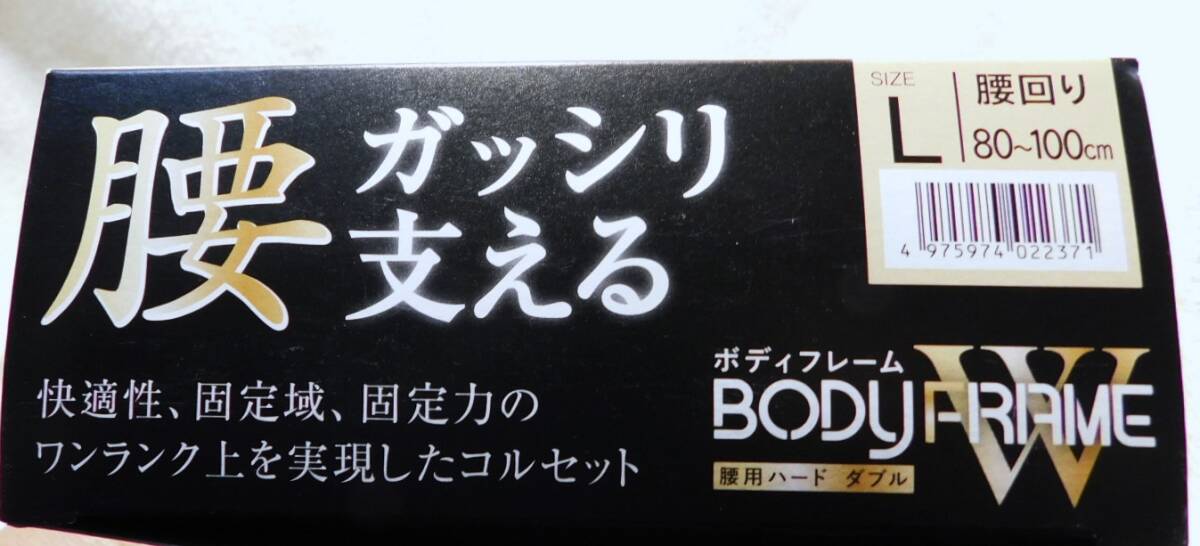 腰
ガッシリ
支える
快適性、固定域、固定力の
ワンランク上を実現したコルセット
SIZE
L
腰回り
80~100cm
4 975974 022371
ボディフレーム
BODY FRAME
W
腰用ハード ダブル